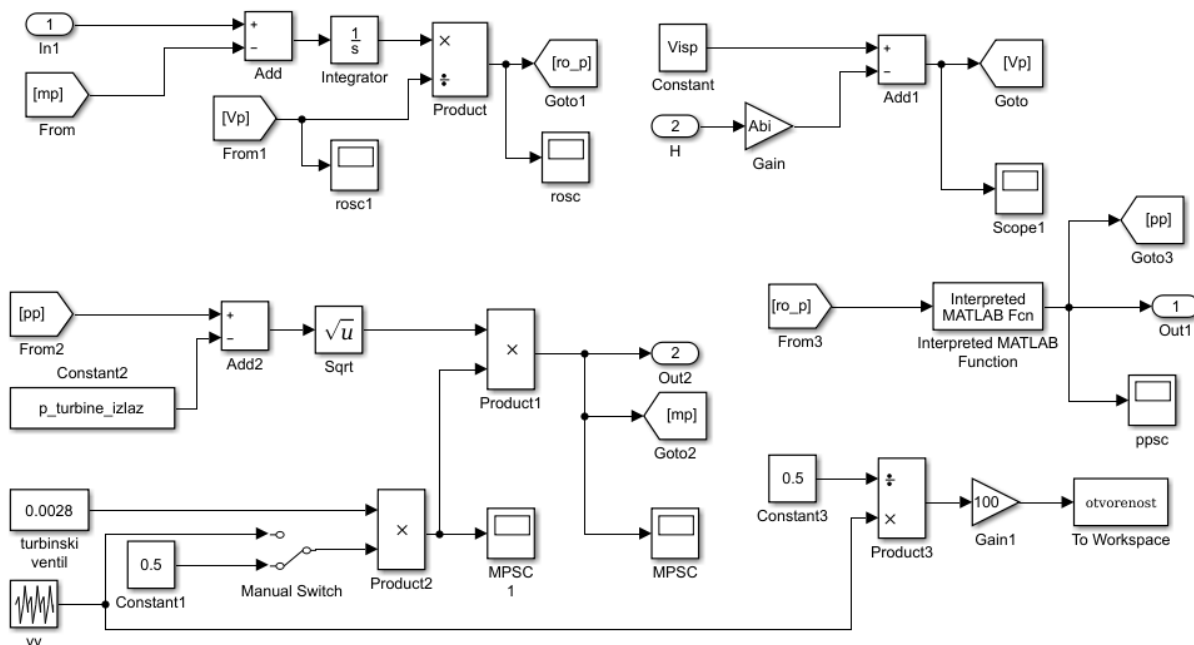 1
In1
+
−
Add
1
s
Integrator
×
÷
Product
[ro_p]
Goto1
[mp]
From
[Vp]
From1
rosc1
rosc
Visp
Constant
+
−
Add1
[Vp]
Goto
2
H
Abi
Gain
Scope1
[pp]
Goto3
[ro_p]
From3
Interpreted
MATLAB Fcn
Interpreted MATLAB
Function
1
Out1
ppsc
[pp]
From2
+
−
Add2
√u
Sqrt
Constant2
p_turbine_izlaz
×
Product1
2
Out2
[mp]
Goto2
MPSC
0.0028
turbinski
ventil
0.5
Constant1
Manual Switch
×
Product2
MPSC
1
0.5
Constant3
÷
×
Product3
100
Gain1
otvorenost
To Workspace